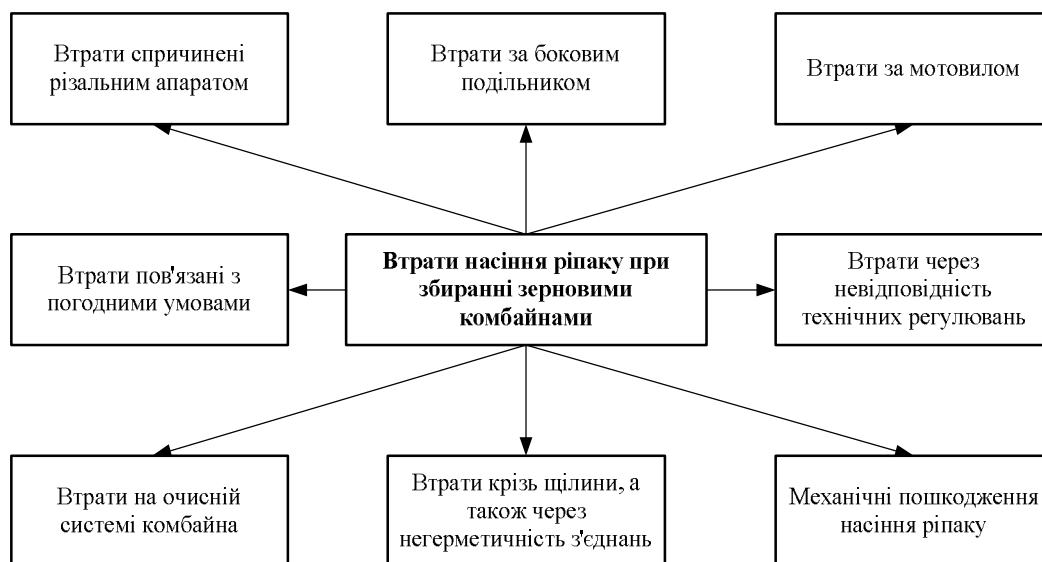 Втрати спричинені
різальним апаратом
Втрати за боковим
подільником
Втрати за мотовилом
Втрати пов'язані з
погодними умовами
Втрати насіння ріпаку при
збиранні зерновими
комбайнами
Втрати через
невідповідність
технічних регулювань
Втрати на очисній
системі комбайна
Втрати крізь щілини, а
також через
негерметичність з'єднань
Механічні пошкодження
насіння ріпаку